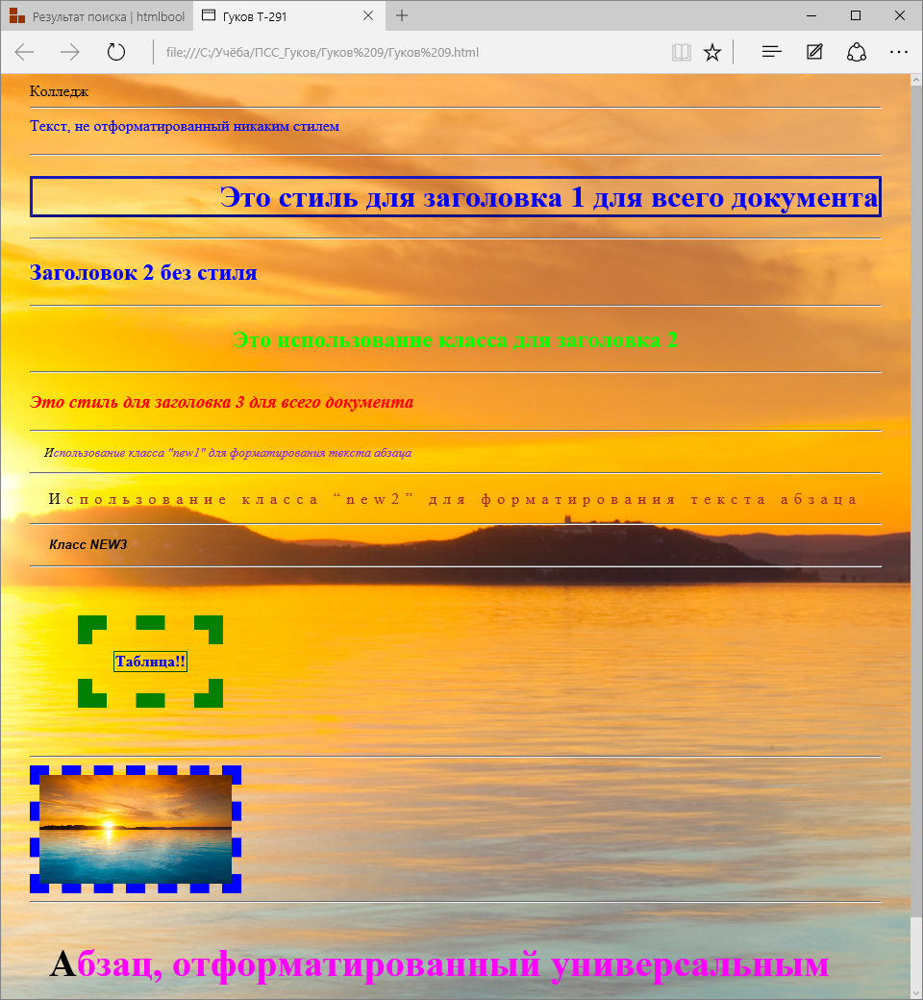 Результат поиска | htmlbook
Гуков Т-291
file:///C:/Учёба/ПСС_Гуков/Гуков%209/Гуков%209.html
Колледж
Текст, не отформатированный никаким стилем
Это стиль для заголовка 1 для всего документа
Заголовок 2 без стиля
Это использование класса для заголовка 2
Это стиль для заголовка 3 для всего документа
Использование класса "new1" для форматирования текста абзаца
Использование класса “new2” для форматирования текста абзаца
Класс NEW3
Таблица!!
Абзац, отформатированный универсальным